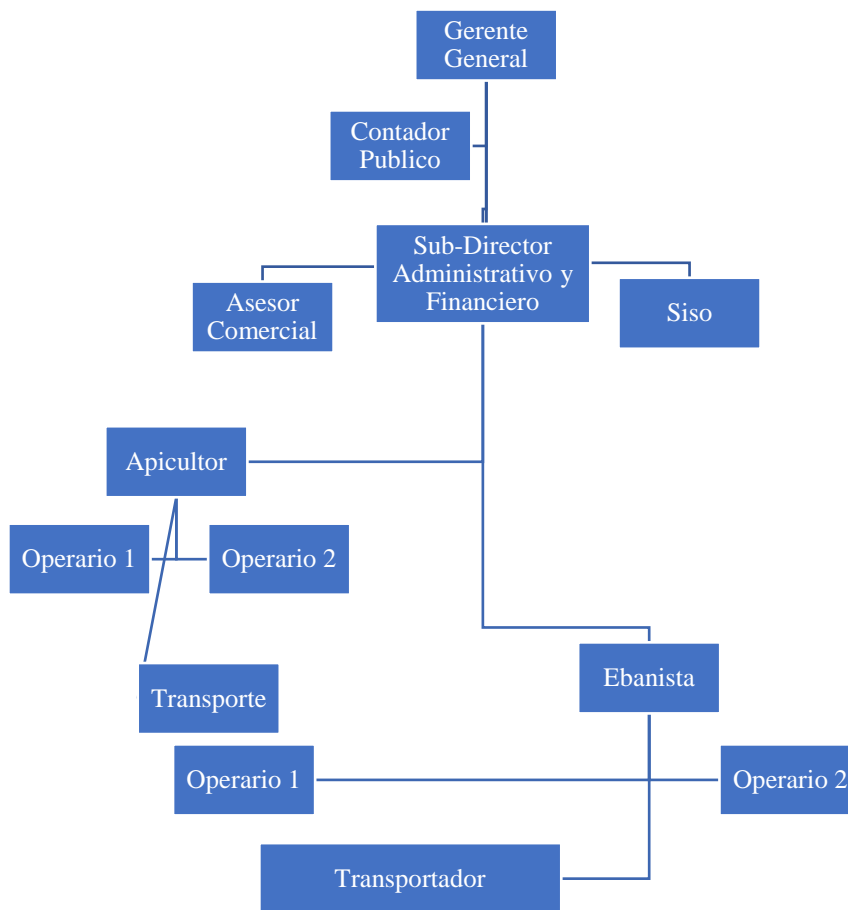 Gerente
General
Contador
Publico
Sub-Director
Administrativo y
Financiero
Asesor
Comercial
Siso
Apicultor
Operario 1
Operario 2
Transporte
Ebanista
Operario 1
Operario 2
Transportador